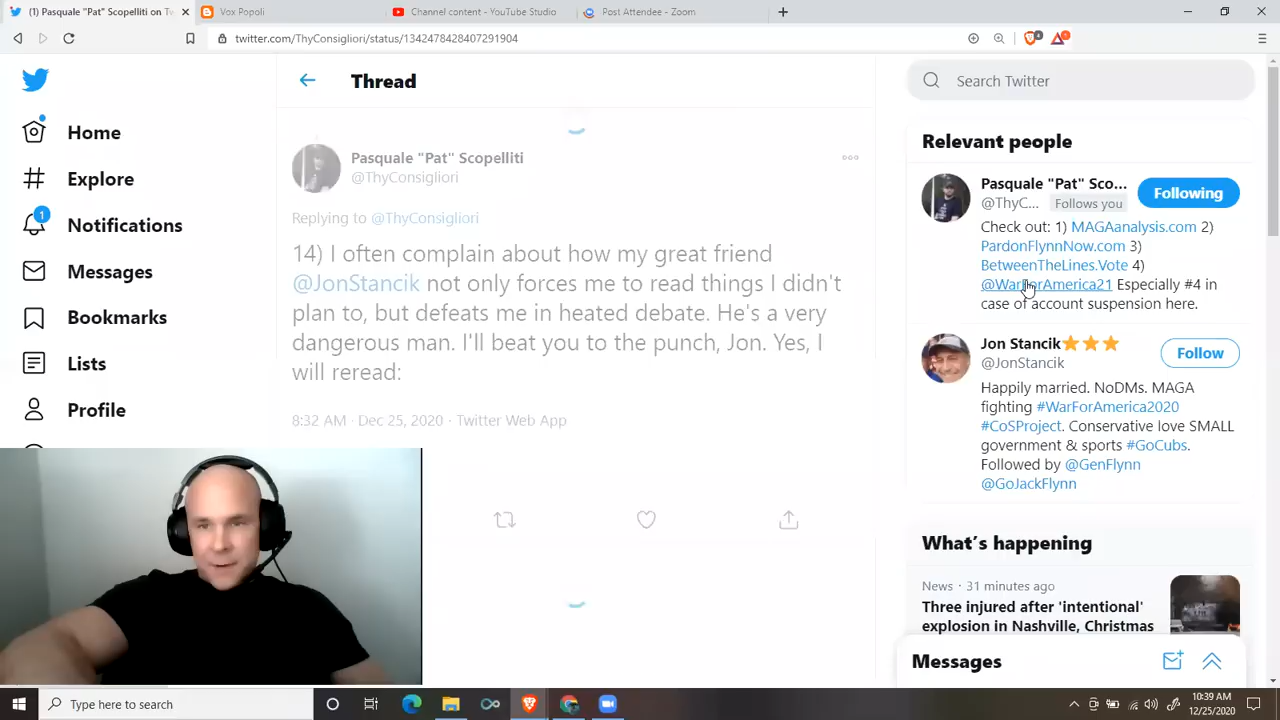 (1) Pasquale "Pat" Scopelliti on Tw
Vox Popoli
Channel content - YouTube Studio
Post Attendee - Zoom
twitter.com/ThyConsigliori/status/1342478428407291904
Home
Explore
1
Notifications
Messages
Bookmarks
Lists
Profile
Thread
Pasquale "Pat" Scopelliti
@ThyConsigliori
Replying to @ThyConsigliori
14) I often complain about how my great friend
@JonStancik not only forces me to read things I didn't
plan to, but defeats me in heated debate. He's a very
dangerous man. I'll beat you to the punch, Jon. Yes, I
will reread:
8:32 AM · Dec 25, 2020 · Twitter Web App
Search Twitter
Relevant people
Pasquale "Pat" Sco...
@ThyC... Follows you
Following
Check out: 1) MAGAanalysis.com 2)
PardonFlynnNow.com 3)
BetweenTheLines.Vote 4)
@WarForAmerica21 Especially #4 in
case of account suspension here.
Jon Stancik⭐⭐⭐
@JonStancik
Follow
Happily married. NoDMs. MAGA
fighting #WarForAmerica2020
#CoSProject. Conservative love SMALL
government & sports #GoCubs.
Followed by @GenFlynn
@GoJackFlynn
What's happening
News · 31 minutes ago
Three injured after 'intentional'
explosion in Nashville, Christmas
Messages
Type here to search
10:39 AM
12/25/2020